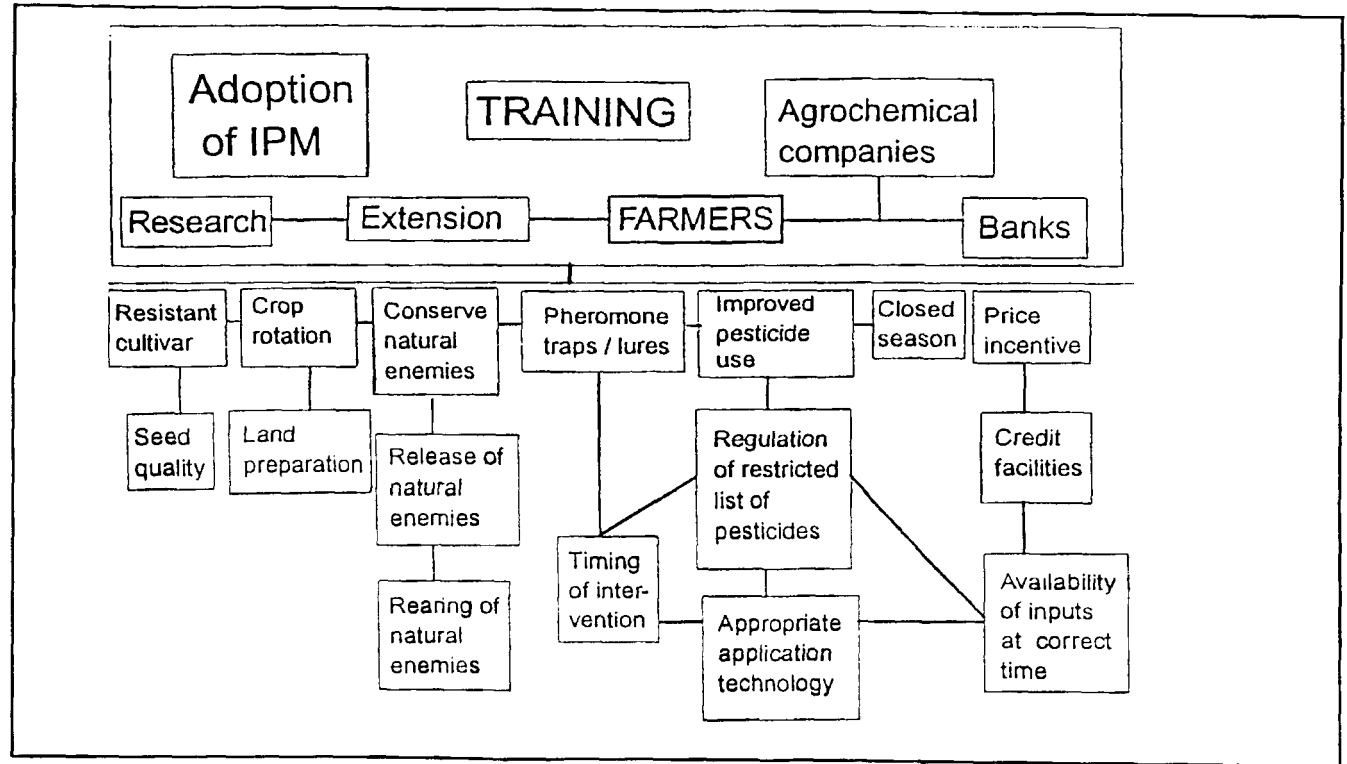 Adoption
of IPM
TRAINING
Agrochemical
companies
Research
Extension
FARMERS
Banks
Resistant
cultivar
Crop
rotation
Conserve
natural
enemies
Pheromone
traps / lures
Improved
pesticide
use
Closed
season
Price
incentive
Seed
quality
Land
preparation
Release of
natural
enemies
Regulation
of restricted
list of
pesticides
Credit
facilities
Rearing of
natural
enemies
Timing
of inter-
vention
Appropriate
application
technology
Availability
of inputs
at correct
time